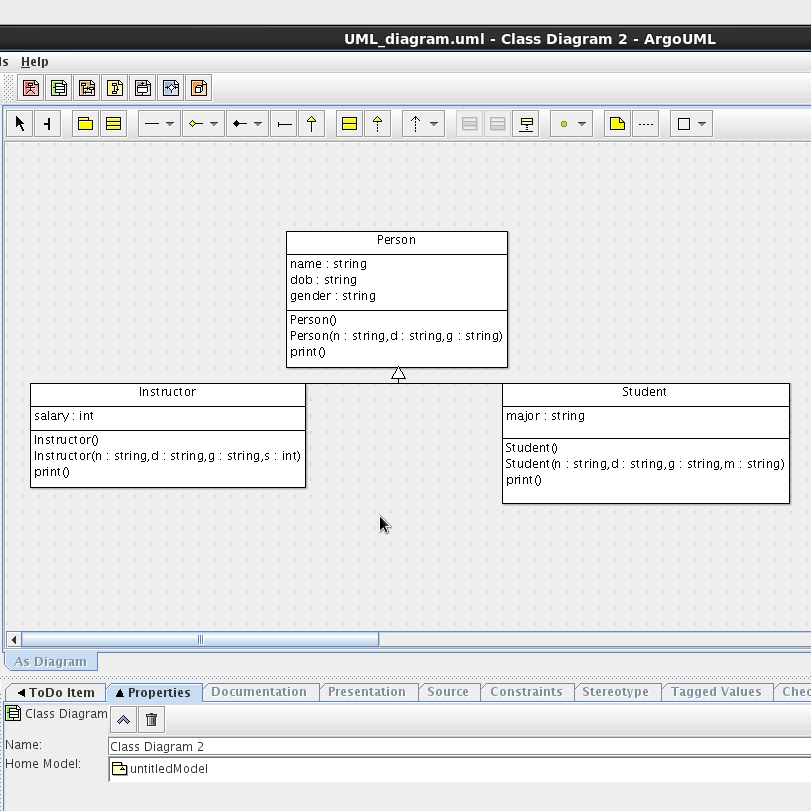 UML_diagram.uml - Class Diagram 2 - ArgoUML
ls Help
Person
name : string
dob : string
gender : string
Person()
Person(n : string,d : string,g : string)
print()
Instructor
salary : int
Instructor()
Instructor(n : string,d : string,g : string,s : int)
print()
Student
major : string
Student()
Student(n : string,d : string,g : string,m : string)
print()
As Diagram
ToDo Item Properties Documentation Presentation Source Constraints Stereotype Tagged Values Chec
Class Diagram
Name: Class Diagram 2
Home Model: untitledModel